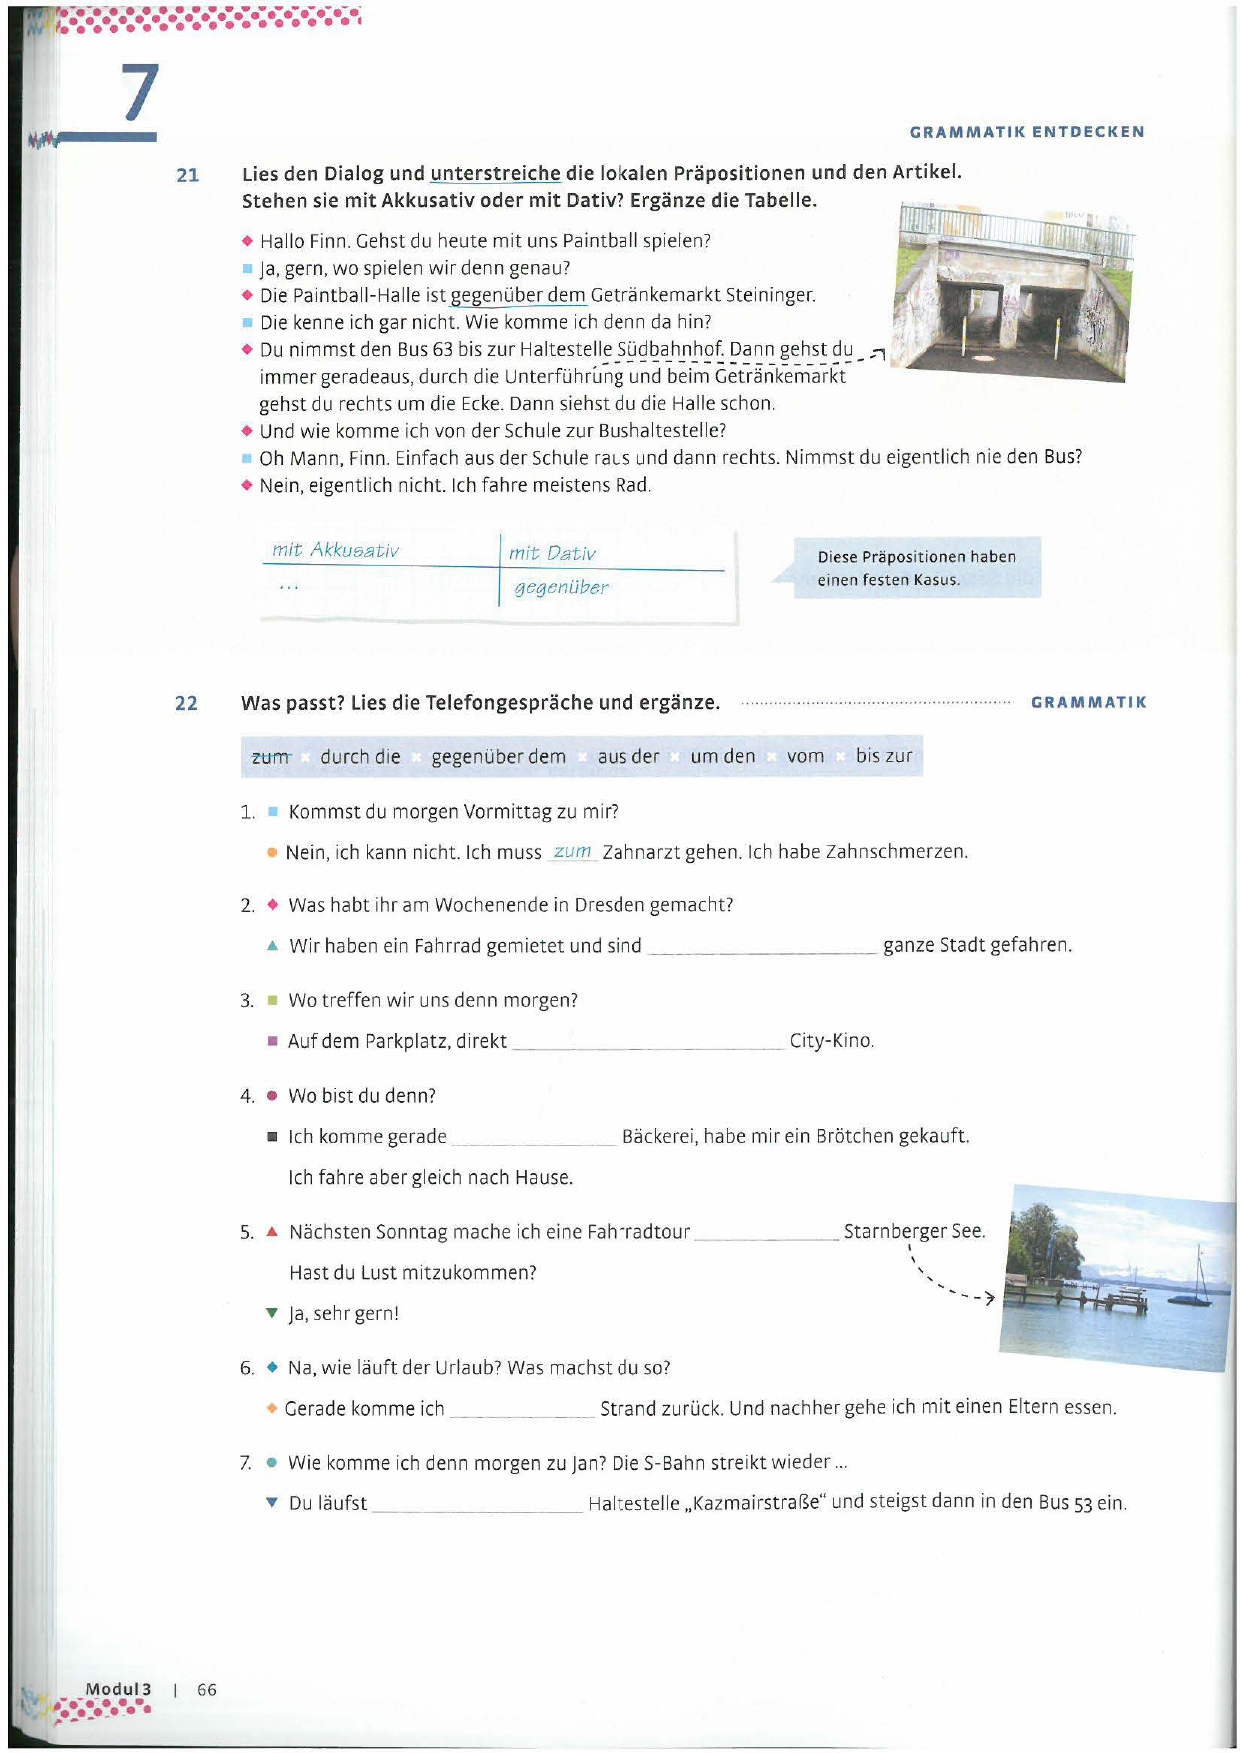 7
GRAMMATIK ENTDECKEN
21 Lies den Dialog und unterstreiche die lokalen Präpositionen und den Artikel.
Stehen sie mit Akkusativ oder mit Dativ? Ergänze die Tabelle.
Hallo Finn. Gehst du heute mit uns Paintball spielen?
Ja, gern, wo spielen wir denn genau?
Die Paintball-Halle ist gegenüber dem Getränkemarkt Steininger.
Die kenne ich gar nicht. Wie komme ich denn da hin?
Du nimmst den Bus 63 bis zur Haltestelle Südbahnhof. Dann gehst du
immer geradeaus, durch die Unterführung und beim Getränkemarkt
gehst du rechts um die Ecke. Dann siehst du die Halle schon.
Und wie komme ich von der Schule zur Bushaltestelle?
Oh Mann, Finn. Einfach aus der Schule raus und dann rechts. Nimmst du eigentlich nie den Bus?
Nein, eigentlich nicht. Ich fahre meistens Rad.
mit Akkusativ mit Dativ
... gegenüber
Diese Präpositionen haben
einen festen Kasus.
22 Was passt? Lies die Telefongespräche und ergänze. GRAMMATIK
zum × durch die × gegenüber dem × aus der × um den × vom × bis zur
1. Kommst du morgen Vormittag zu mir?
Nein, ich kann nicht. Ich muss zum Zahnarzt gehen. Ich habe Zahnschmerzen.
2. Was habt ihr am Wochenende in Dresden gemacht?
Wir haben ein Fahrrad gemietet und sind ____ ganze Stadt gefahren.
3. Wo treffen wir uns denn morgen?
Auf dem Parkplatz, direkt ____ City-Kino.
4. Wo bist du denn?
Ich komme gerade ____ Bäckerei, habe mir ein Brötchen gekauft.
Ich fahre aber gleich nach Hause.
5. Nächsten Sonntag mache ich eine Fahrradtour ____ Starnberger See.
Hast du Lust mitzukommen?
Ja, sehr gern!
6. Na, wie läuft der Urlaub? Was machst du so?
Gerade komme ich ____ Strand zurück. Und nachher gehe ich mit einen Eltern essen.
7. Wie komme ich denn morgen zu Jan? Die S-Bahn streikt wieder ...
Du läufst ____ Haltestelle „Kazmairstraße“ und steigst dann in den Bus 53 ein.
Modul 3 | 66